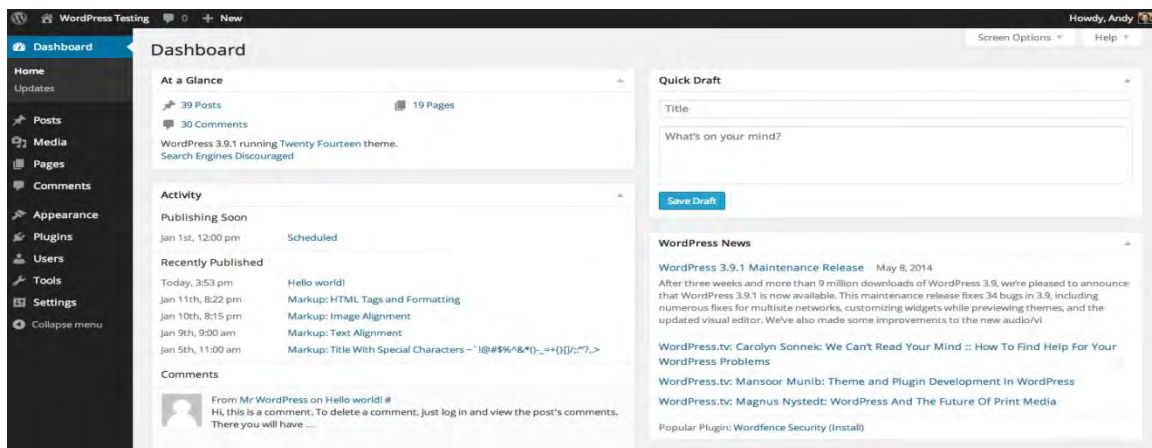 WordPress Testing 0 + New Howdy, Andy
Dashboard
Home
Updates
Posts
Media
Pages
Comments
Appearance
Plugins
Users
Tools
Settings
Collapse menu
Screen Options Help
Dashboard
At a Glance
39 Posts 19 Pages
30 Comments
WordPress 3.9.1 running Twenty Fourteen theme.
Search Engines Discouraged
Activity
Publishing Soon
Jan 1st, 12:00 pm Scheduled
Recently Published
Today, 3:53 pm Hello world!
Jan 11th, 8:22 pm Markup: HTML Tags and Formatting
Jan 10th, 8:15 pm Markup: Image Alignment
Jan 9th, 9:00 am Markup: Text Alignment
Jan 5th, 11:00 am Markup: Title With Special Characters
Comments
From Mr WordPress on Hello world! #
Hi, this is a comment. To delete a comment, just log in and view the post's comments.
There you will have …
Quick Draft
Title
What's on your mind?
Save Draft
WordPress News
WordPress 3.9.1 Maintenance Release May 8, 2014
After three weeks and more than 9 million downloads of WordPress 3.9, we're pleased to announce
that WordPress 3.9.1 is now available. This maintenance release fixes 34 bugs in 3.9, including
numerous fixes for multisite networks, customizing widgets while previewing themes, and the
updated visual editor. We've also made some improvements to the new audio/vi
WordPress.tv: Carolyn Sonnek: We Can't Read Your Mind :: How To Find Help For Your
WordPress Problems
WordPress.tv: Mansoor Munib: Theme and Plugin Development In WordPress
WordPress.tv: Magnus Nystedt: WordPress And The Future Of Print Media
Popular Plugin: Wordfence Security (Install)